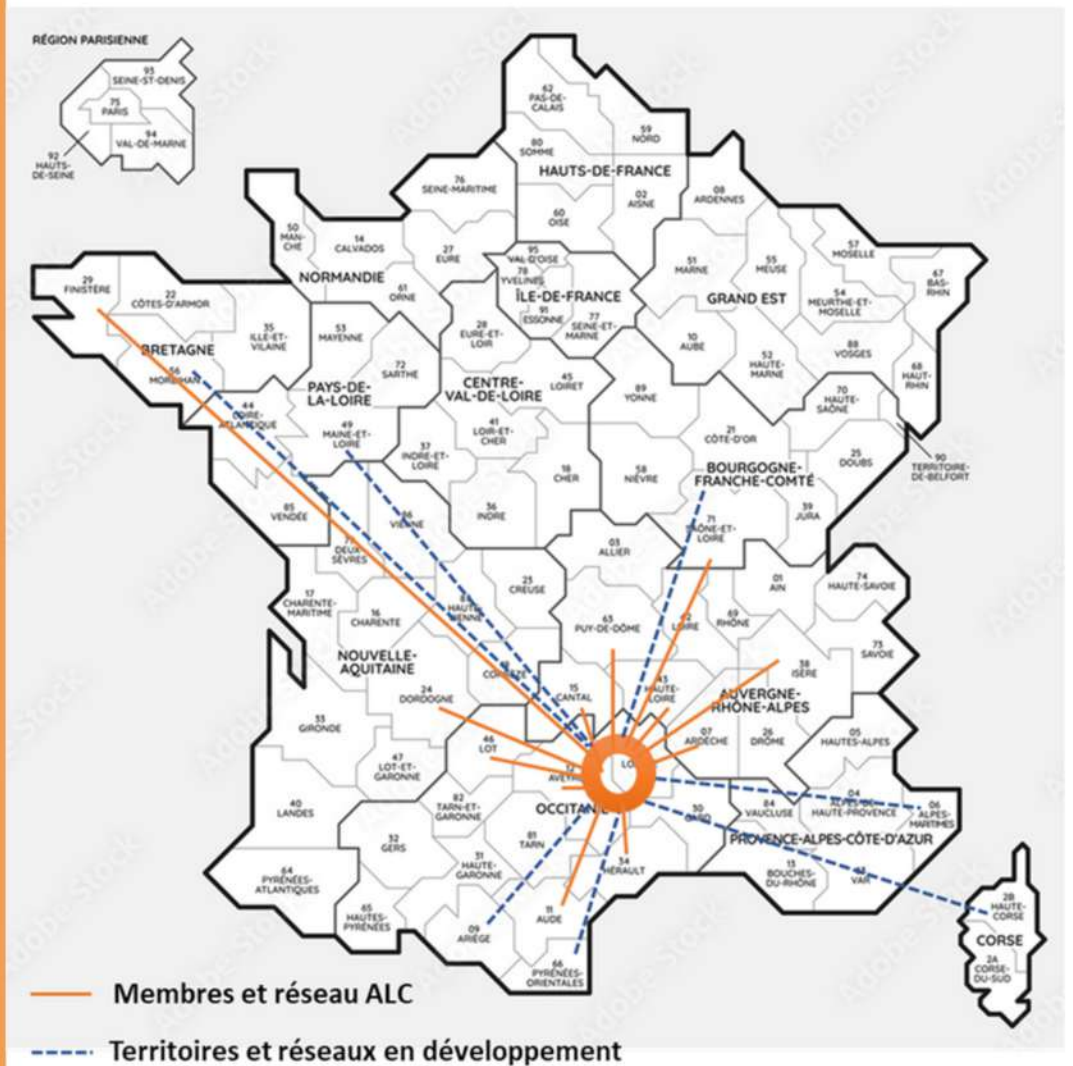 RÉGION PARISIENNE
93
SEINE-ST-DENIS
75
PARIS
94
VAL-DE-MARNE
92
HAUTS-
DE-SEINE
62
PAS-DE-
CALAIS
59
NORD
80
SOMME
HAUTS-DE-FRANCE
02
AISNE
60
OISE
76
SEINE-MARITIME
27
EURE
50
MAN-
CHE
14
CALVADOS
NORMANDIE
61
ORNE
08
ARDENNES
51
MARNE
55
MEUSE
57
MOSELLE
67
BAS-
RHIN
54
MEURTHE-ET-
MOSELLE
GRAND EST
10
AUBE
52
HAUTE-
MARNE
88
VOSGES
68
HAUT-
RHIN
95
VAL-D'OISE
78
YVELINES
ÎLE-DE-FRANCE
91
ESSONNE
77
SEINE-ET-
MARNE
29
FINISTÈRE
22
CÔTES-D'ARMOR
35
ILLE-ET-
VILAINE
BRETAGNE
56
53
MAYENNE
72
SARTHE
PAYS-DE-
LA-LOIRE
44
LOIRE-
ATLANTIQUE
49
MAINE-ET-
LOIRE
85
VENDÉE
28
EURE-ET-
LOIR
45
LOIRET
CENTRE-
VAL-DE-LOIRE
41
LOIR-ET-
CHER
37
INDRE-ET-
LOIRE
18
CHER
36
INDRE
89
YONNE
21
CÔTE-D'OR
70
HAUTE-
SAÔNE
58
NIÈVRE
BOURGOGNE-
FRANCHE-COMTÉ
25
DOUBS
90
TERRITOIRE-
DE-BELFORT
39
JURA
71
SAÔNE-ET-
LOIRE
86
VIENNE
DEUX-
SÈVRES
17
CHARENTE-
MARITIME
16
CHARENTE
23
CREUSE
NOUVELLE-
AQUITAINE
24
DORDOGNE
33
GIRONDE
47
LOT-ET-
GARONNE
40
LANDES
64
PYRÉNÉES-
ATLANTIQUES
03
ALLIER
63
PUY-DE-DÔME
LOIRE
69
RHÔNE
01
AIN
74
HAUTE-SAVOIE
73
SAVOIE
38
ISÈRE
15
CANTAL
43
HAUTE-
LOIRE
AUVERGNE-
RHÔNE-ALPES
07
ARDÈCHE
26
DRÔME
46
LOT
12
82
TARN-ET-
GARONNE
OCCITANIE
30
GARD
32
GERS
81
TARN
31
HAUTE-
GARONNE
34
HÉRAULT
65
HAUTES-
PYRÉNÉES
09
ARIÈGE
11
AUDE
66
PYRÉNÉES-
ORIENTALES
05
HAUTES-ALPES
04
ALPES-DE-
HAUTE-PROVENCE
06
ALPES-
MARITIMES
84
VAUCLUSE
PROVENCE-ALPES-CÔTE-D'AZUR
13
BOUCHES-
DU-RHÔNE
VAR
2B
HAUTE-
CORSE
CORSE
2A
CORSE-
DU-SUD
Membres et réseau ALC
Territoires et réseaux en développement
Adobe Stock